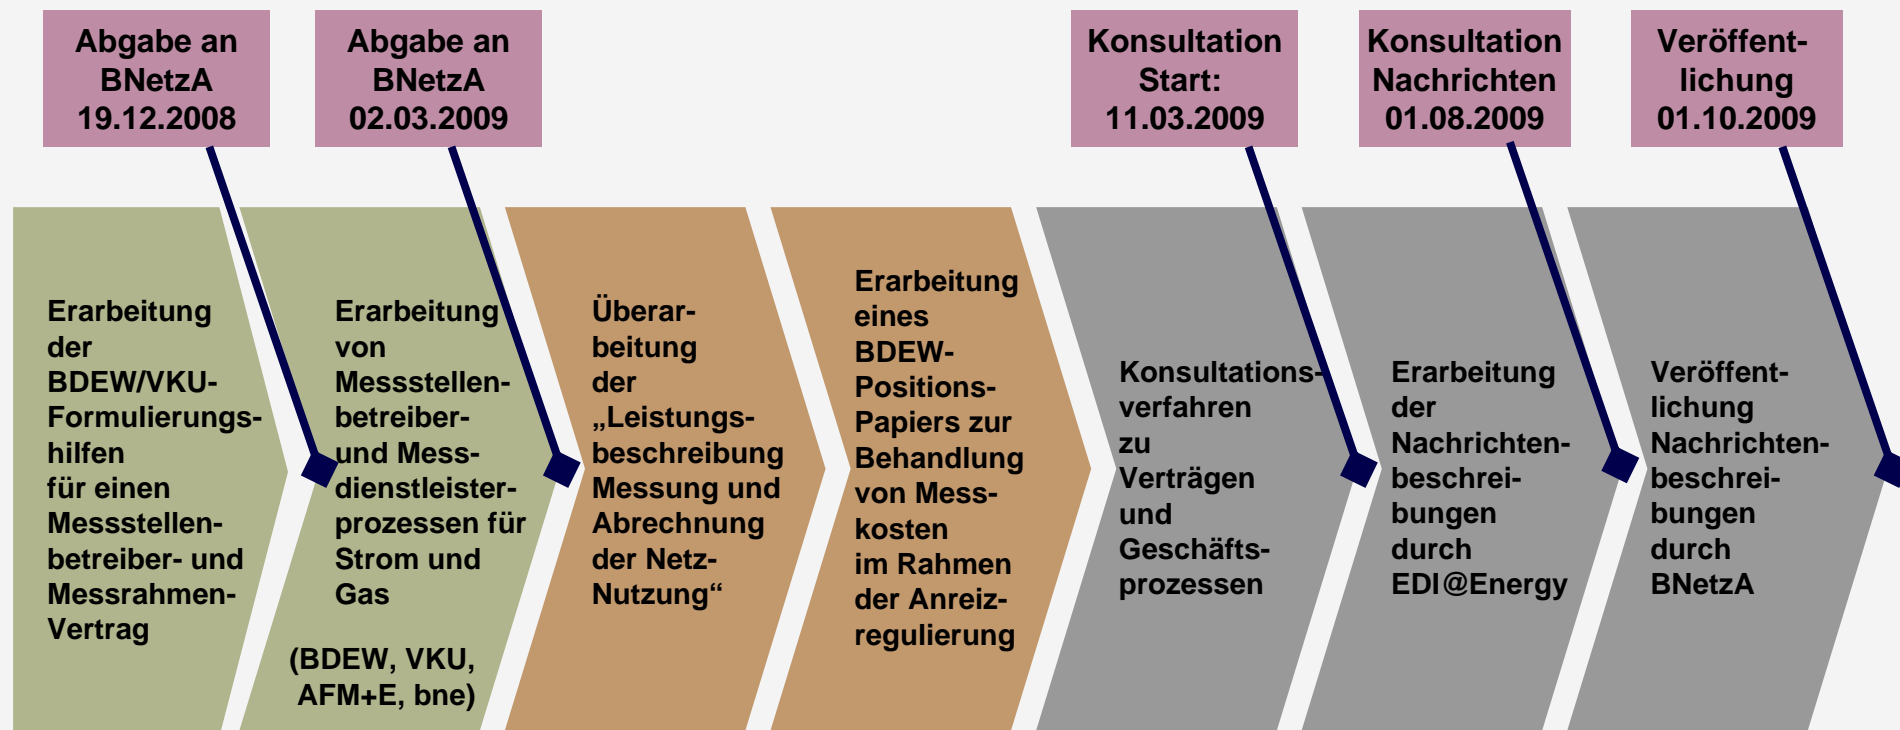 Abgabe an
BNetzA
19.12.2008
Abgabe an
BNetzA
02.03.2009
Konsultation
Start:
11.03.2009
Konsultation
Nachrichten
01.08.2009
Veröffent-
lichung
01.10.2009
Erarbeitung
der
BDEW/VKU-
Formulierungs-
hilfen
für einen
Messstellen-
betreiber- und
Messrahmen-
Vertrag
Erarbeitung
von
Messstellen-
betreiber-
und Mess-
dienstleister-
prozessen für
Strom und
Gas
(BDEW, VKU,
AFM+E, bne)
Überar-
beitung
der
„Leistungs-
beschreibung
Messung und
Abrechnung
der Netz-
Nutzung“
Erarbeitung
eines
BDEW-
Positions-
Papiers zur
Behandlung
von Mess-
kosten
im Rahmen
der Anreiz-
regulierung
Konsultations-
verfahren
zu
Verträgen
und
Geschäfts-
prozessen
Erarbeitung
der
Nachrichten-
beschrei-
bungen
durch
EDI@Energy
Veröffent-
lichung
Nachrichten-
beschrei-
bungen
durch
BNetzA